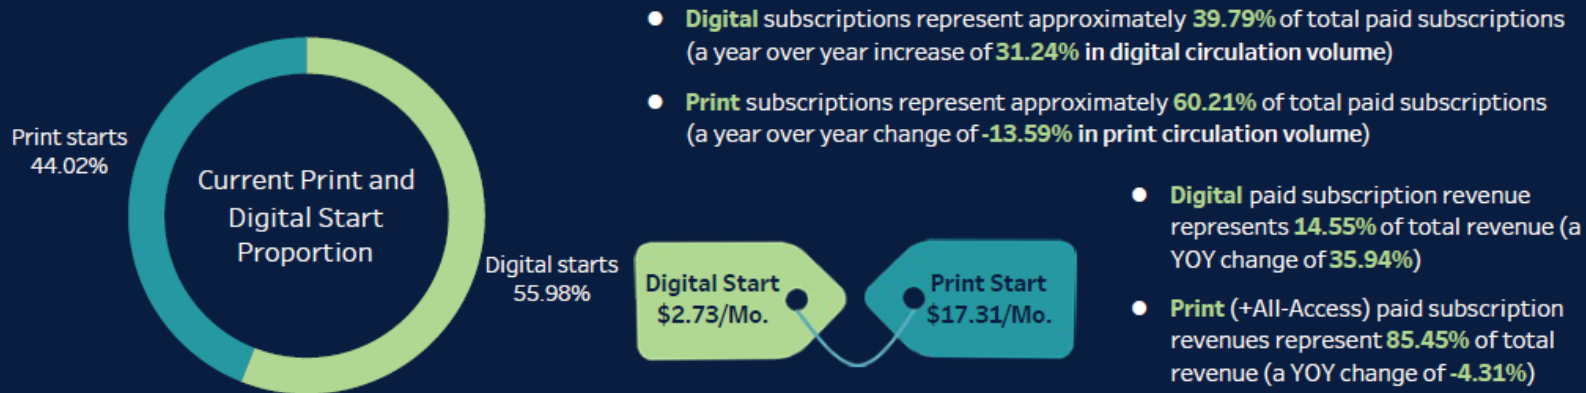 Digital subscriptions represent approximately 39.79% of total paid subscriptions
(a year over year increase of 31.24% in digital circulation volume)
Print subscriptions represent approximately 60.21% of total paid subscriptions
(a year over year change of -13.59% in print circulation volume)
Print starts
44.02%
Current Print and
Digital Start
Proportion
Digital starts
55.98%
Digital Start
$2.73/Mo.
Print Start
$17.31/Mo.
Digital paid subscription revenue
represents 14.55% of total revenue (a
YOY change of 35.94%)
Print (+All-Access) paid subscription
revenues represent 85.45% of total
revenue (a YOY change of -4.31%)